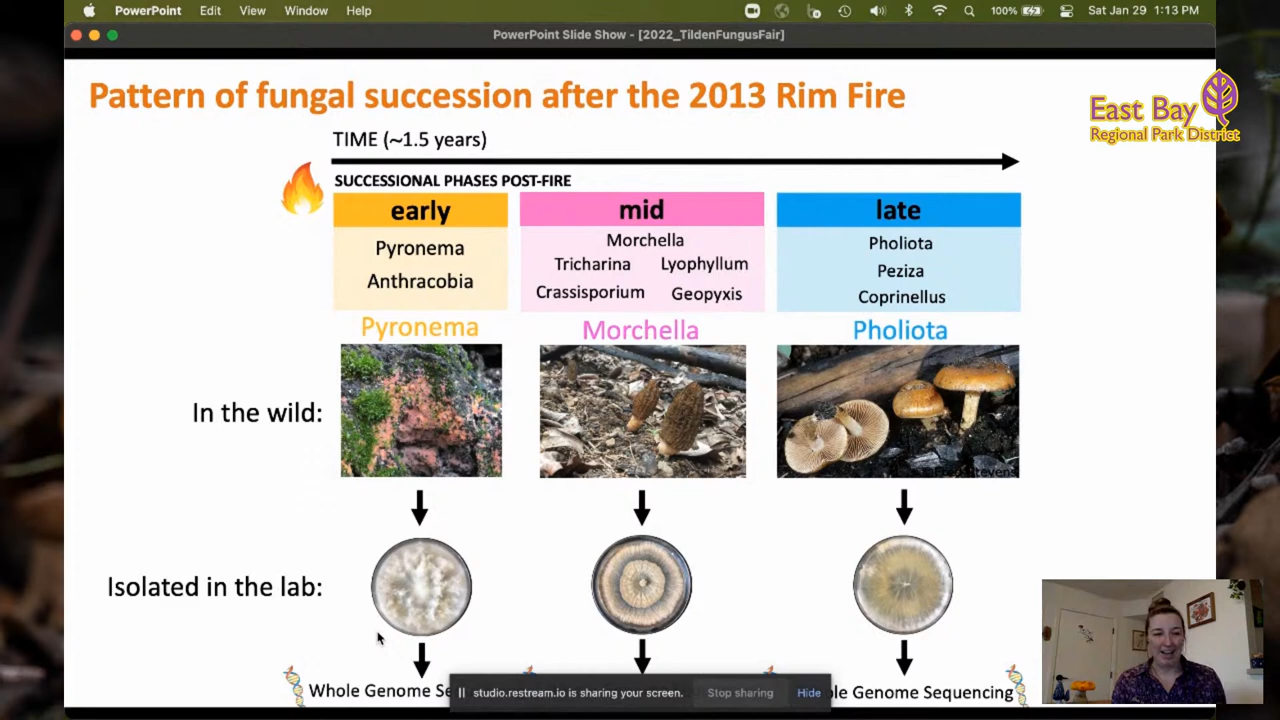 PowerPoint Edit View Window Help 100% Sat Jan 29 1:13 PM
PowerPoint Slide Show - [2022_TildenFungusFair]
Pattern of fungal succession after the 2013 Rim Fire
East Bay
Regional Park District
TIME (~1.5 years)
SUCCESSIONAL PHASES POST-FIRE
early mid late
Pyronema
Anthracobia
Morchella
Tricharina Lyophyllum
Crassisporium Geopyxis
Pholiota
Peziza
Coprinellus
Pyronema Morchella Pholiota
In the wild:
Isolated in the lab:
Whole Genome Se
studio.restream.io is sharing your screen. Stop sharing Hide
le Genome Sequencing